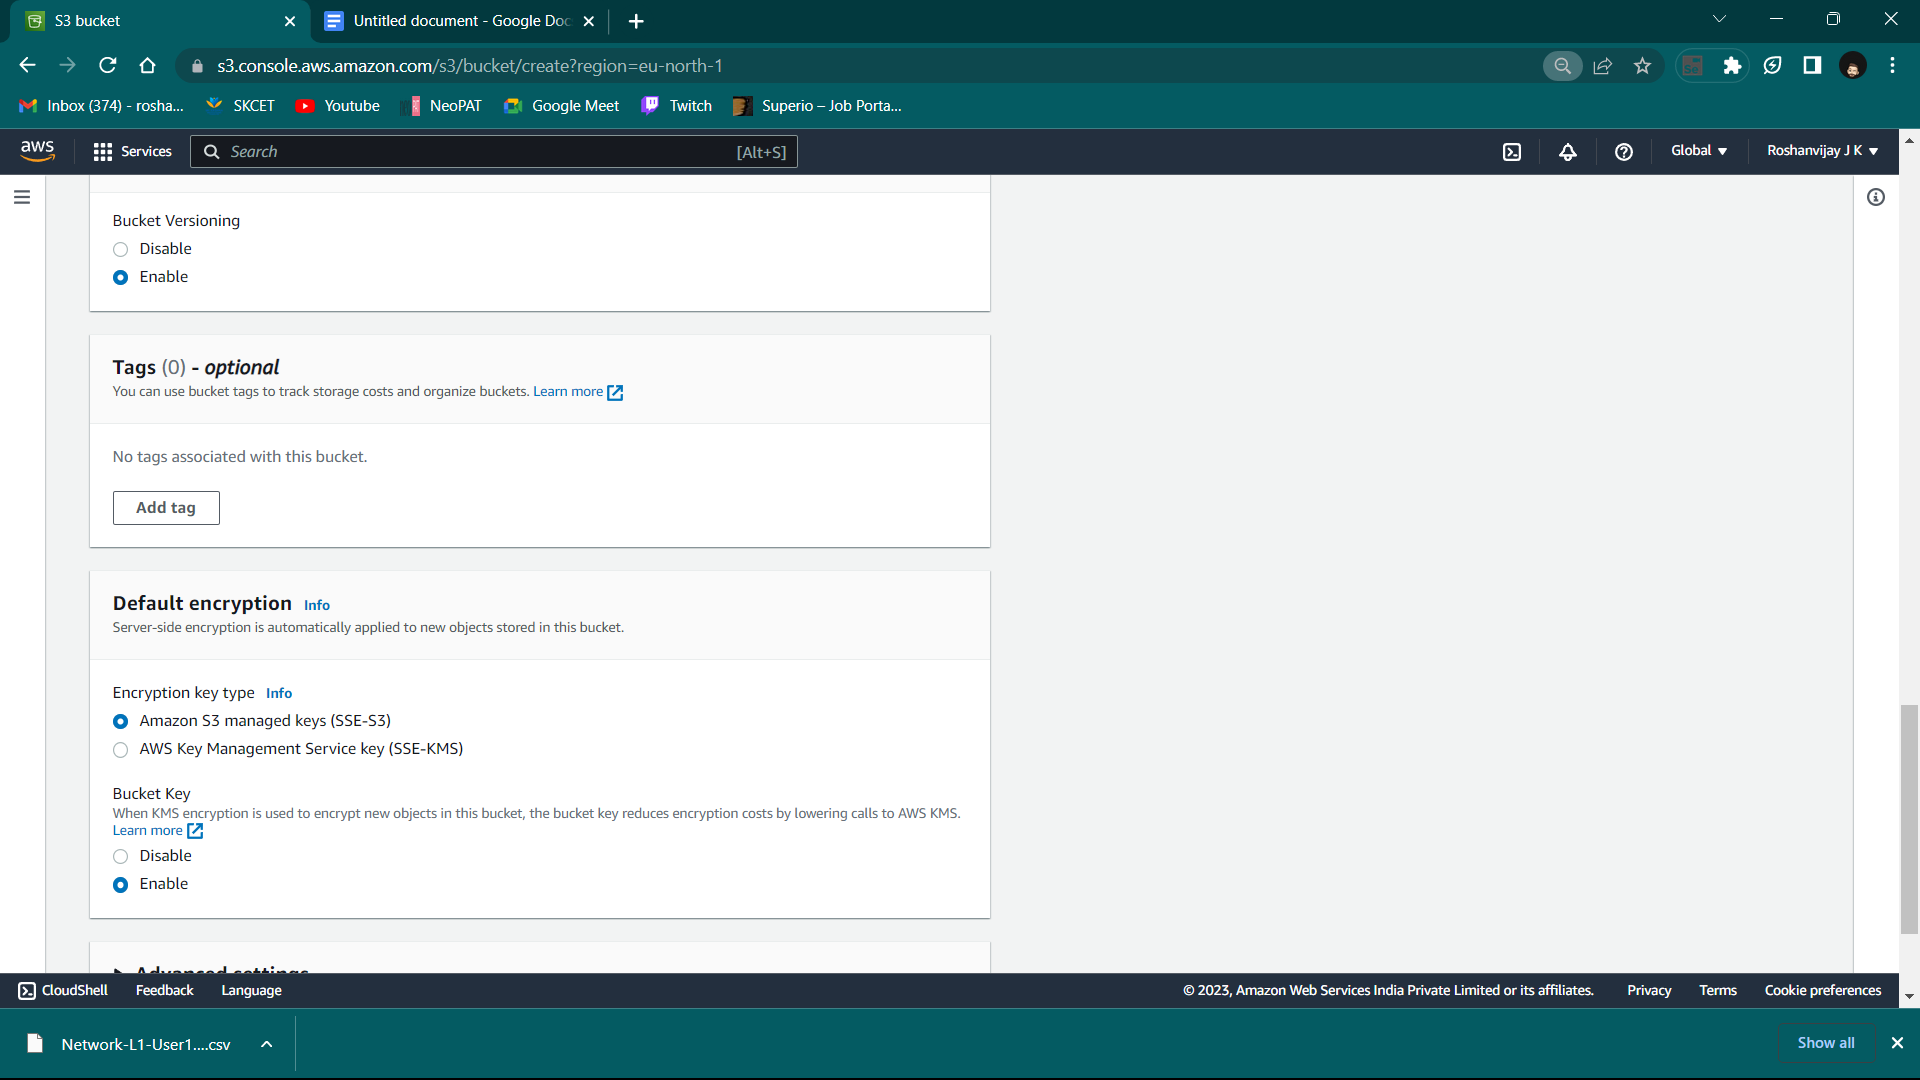 S3 bucket
Untitled document - Google Doc
s3.console.aws.amazon.com/s3/bucket/create?region=eu-north-1
Inbox (374) - rosha...
SKCET
Youtube
NeoPAT
Google Meet
Twitch
Superio – Job Porta...
aws
Services
Search
[Alt+S]
Global
Roshanvijay J K
Bucket Versioning
Disable
Enable
Tags (0) - optional
You can use bucket tags to track storage costs and organize buckets. Learn more
No tags associated with this bucket.
Add tag
Default encryption Info
Server-side encryption is automatically applied to new objects stored in this bucket.
Encryption key type Info
Amazon S3 managed keys (SSE-S3)
AWS Key Management Service key (SSE-KMS)
Bucket Key
When KMS encryption is used to encrypt new objects in this bucket, the bucket key reduces encryption costs by lowering calls to AWS KMS.
Learn more
Disable
Enable
Advanced settings
CloudShell
Feedback
Language
© 2023, Amazon Web Services India Private Limited or its affiliates.
Privacy
Terms
Cookie preferences
Network-L1-User1....csv
Show all